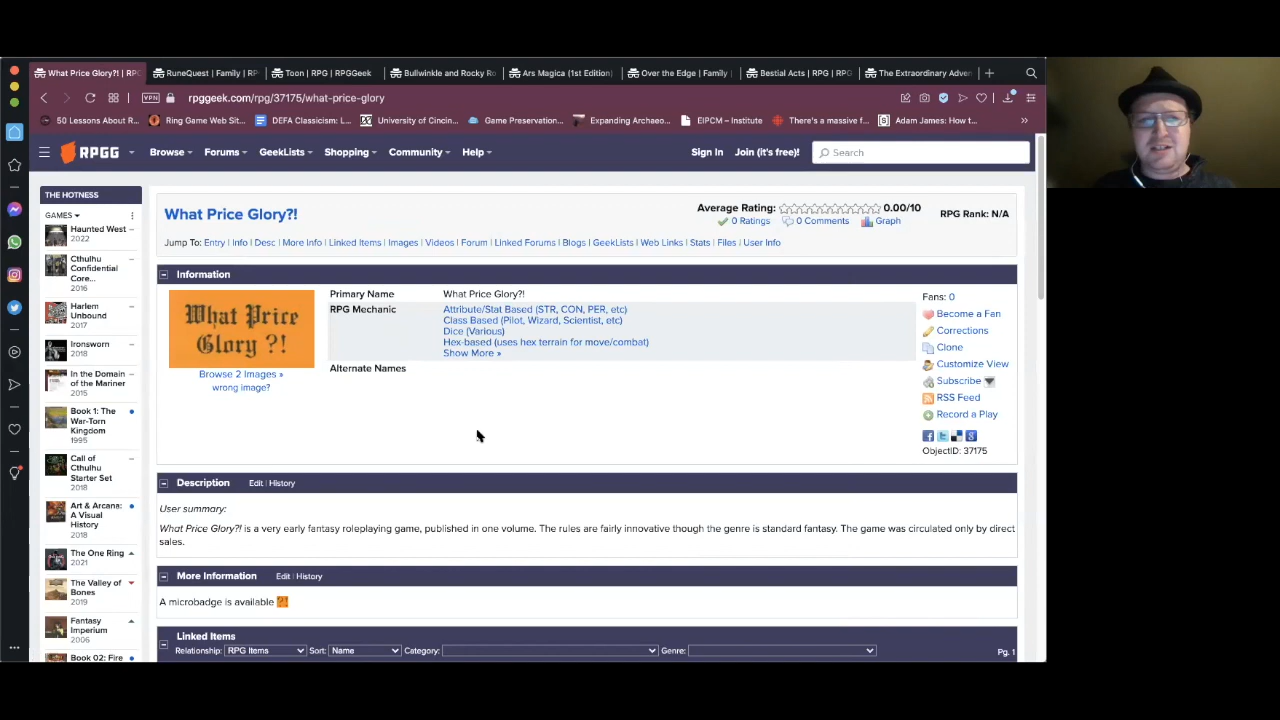 What Price Glory?! | RPG
RuneQuest | Family | RP
Toon | RPG | RPGGeek
Bullwinkle and Rocky Ro
Ars Magica (1st Edition)
Over the Edge | Family |
Bestial Acts | RPG | RPG
The Extraordinary Adven
VPN
rpggeek.com/rpg/37175/what-price-glory
50 Lessons About R...
Ring Game Web Sit...
DEFA Classicism: I...
University of Cincin...
Game Preservation...
Expanding Archaeo...
EIPCM – Institute
There's a massive f...
Adam James: How t...
RPGG
Browse
Forums
GeekLists
Shopping
Community
Help
Sign In
Join (it's free!)
Search
THE HOTNESS
GAMES
Haunted West
2022
Cthulhu
Confidential
Core...
2016
Harlem
Unbound
2017
Ironsworn
2018
In the Domain
of the Mariner
2015
Book 1: The
War-Torn
Kingdom
1995
Call of
Cthulhu
Starter Set
2018
Art & Arcana:
A Visual
History
2018
The One Ring
2021
The Valley of
Bones
2019
Fantasy
Imperium
2006
Book 02: Fire
What Price Glory?!
Average Rating: 0.00/10
0 Ratings 0 Comments Graph
RPG Rank: N/A
Jump To: Entry | Info | Desc | More Info | Linked Items | Images | Videos | Forum | Linked Forums | Blogs | GeekLists | Web Links | Stats | Files | User Info
Information
What Price
Glory ?!
Browse 2 Images »
wrong image?
Primary Name What Price Glory?!
RPG Mechanic Attribute/Stat Based (STR, CON, PER, etc)
Class Based (Pilot, Wizard, Scientist, etc)
Dice (Various)
Hex-based (uses hex terrain for move/combat)
Show More »
Alternate Names
Fans: 0
Become a Fan
Corrections
Clone
Customize View
Subscribe
RSS Feed
Record a Play
ObjectID: 37175
Description Edit | History
User summary:
What Price Glory?! is a very early fantasy roleplaying game, published in one volume. The rules are fairly innovative though the genre is standard fantasy. The game was circulated only by direct
sales.
More Information Edit | History
A microbadge is available ?!
Linked Items
Relationship: RPG Items Sort: Name Category: Genre: Pg. 1